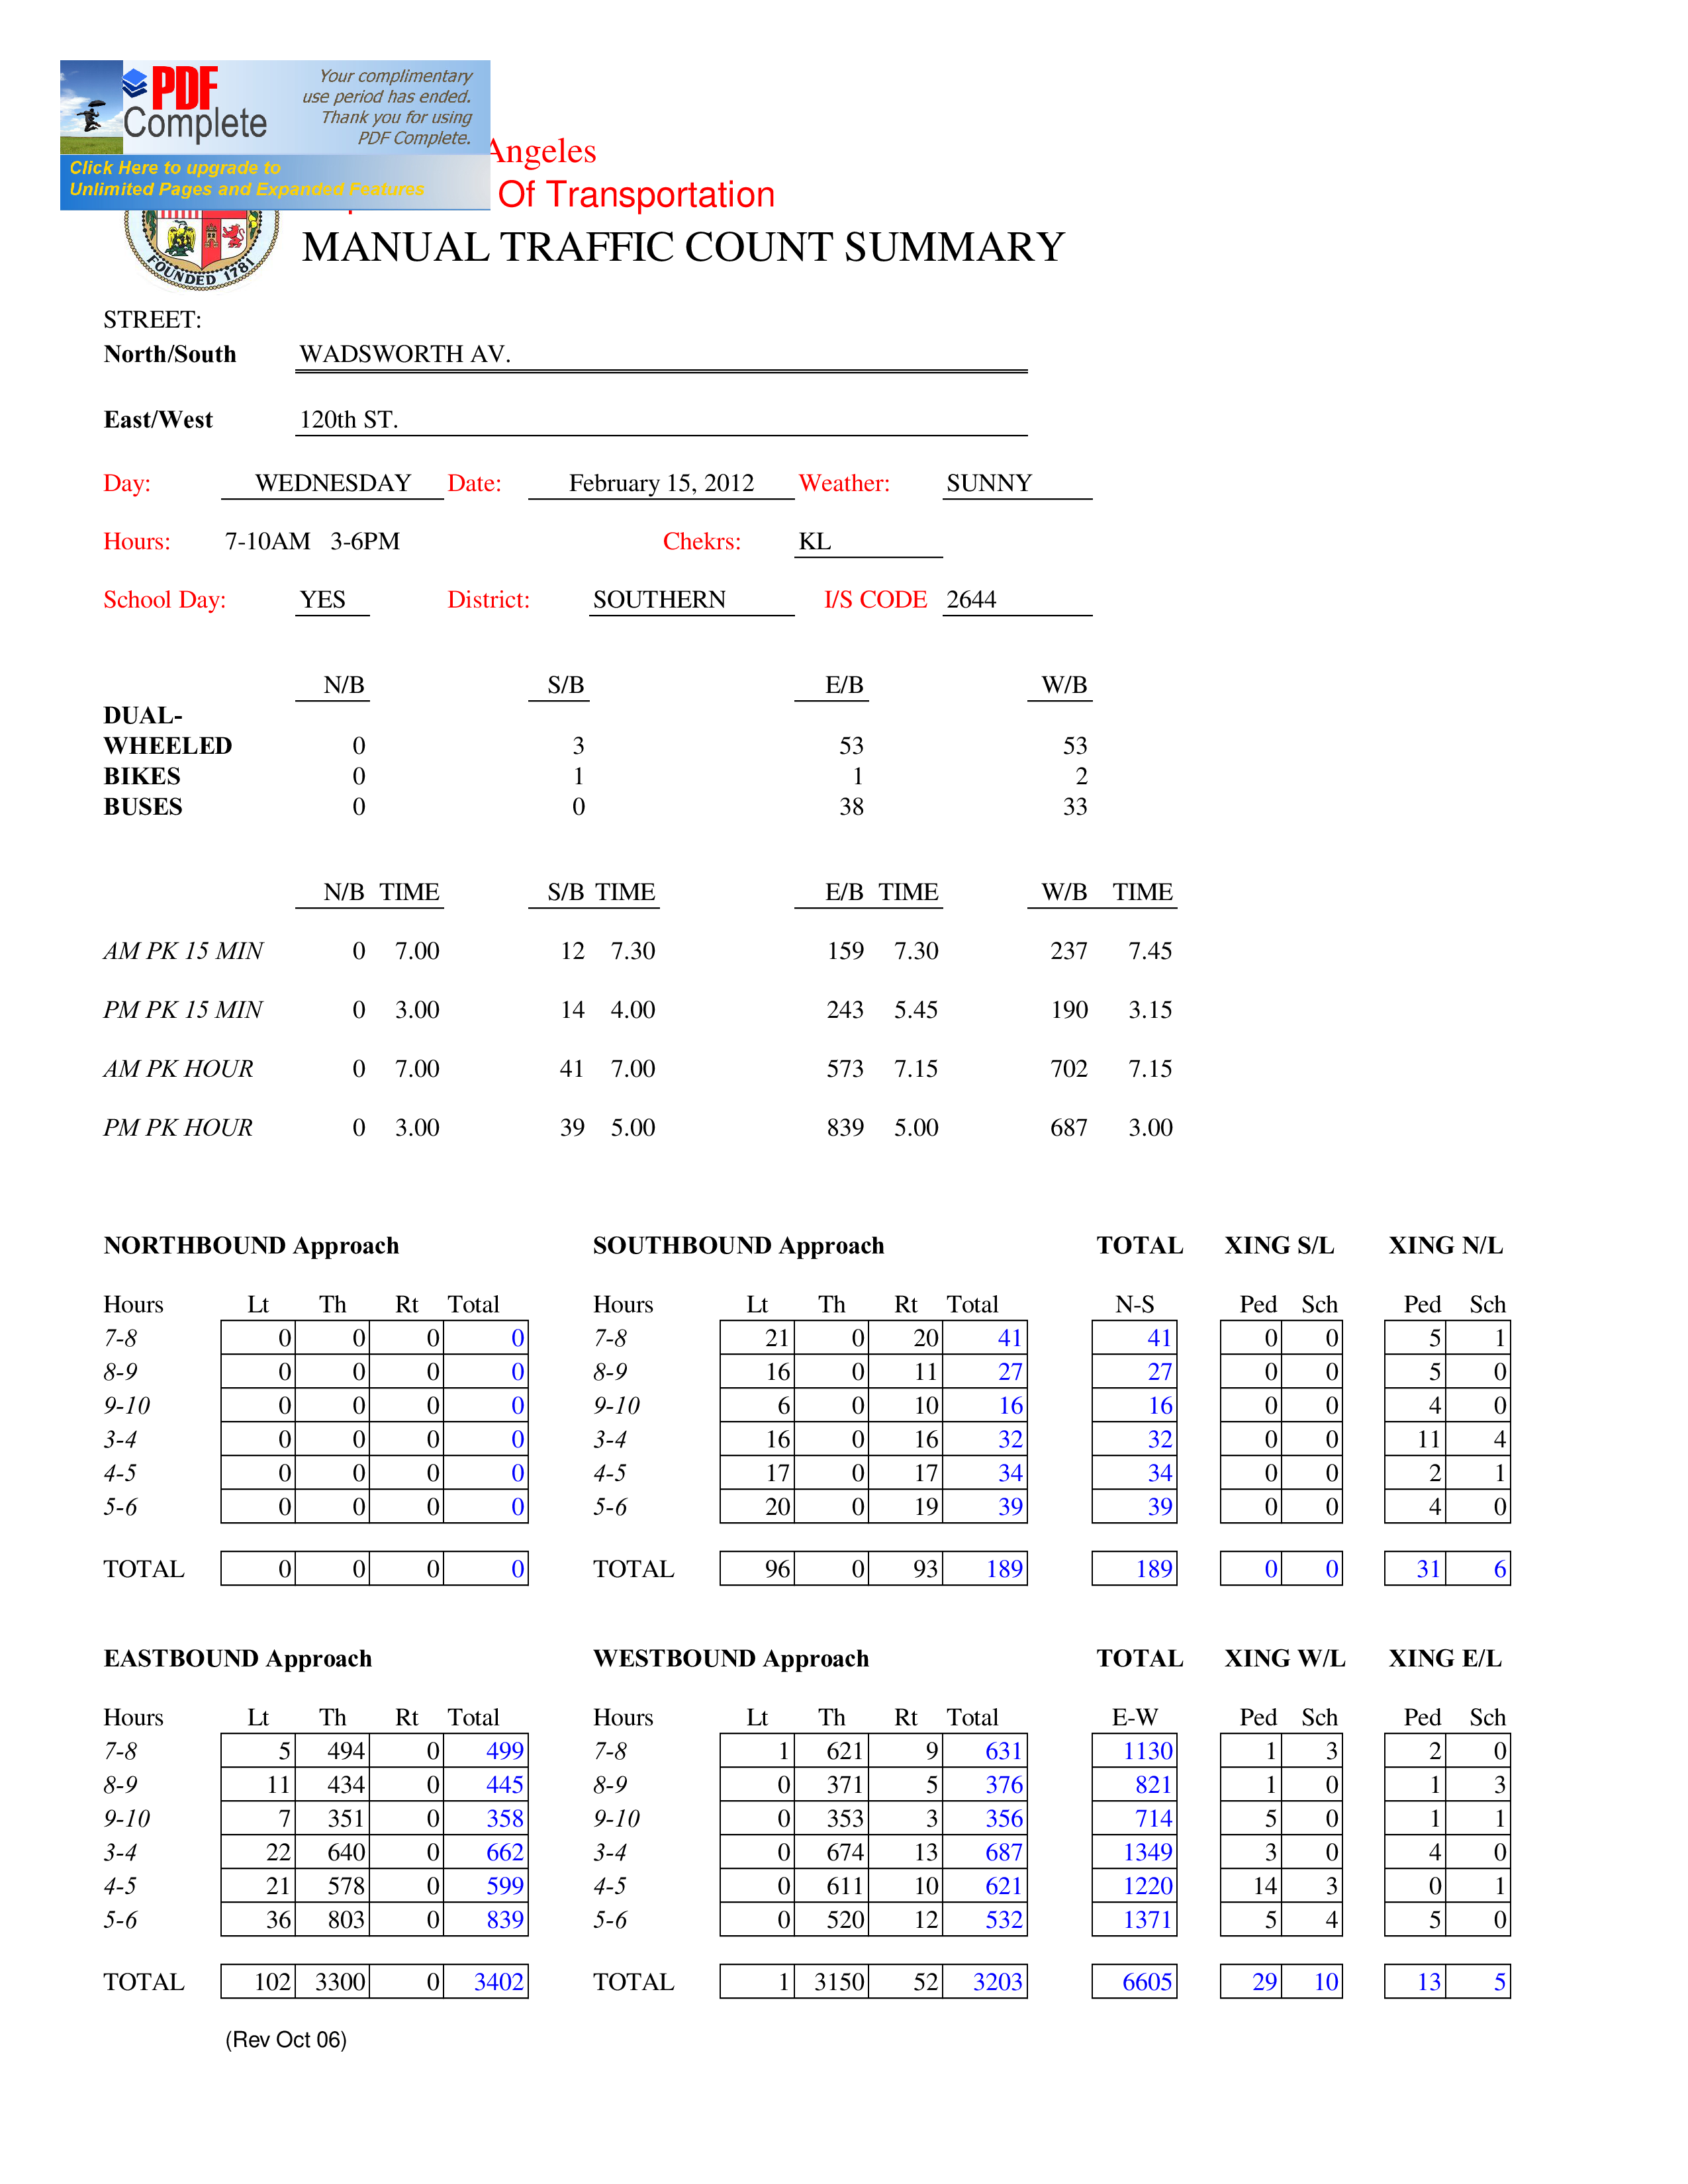 PDF Complete
Your complimentary
use period has ended.
Thank you for using
PDF Complete.
Click Here to upgrade to
Unlimited Pages and Expanded Features
Angeles
Of Transportation
FOUNDED 1781
MANUAL TRAFFIC COUNT SUMMARY
STREET:
North/South WADSWORTH AV.
East/West 120th ST.
Day: WEDNESDAY Date: February 15, 2012 Weather: SUNNY
Hours: 7-10AM 3-6PM Chekrs: KL
School Day: YES District: SOUTHERN I/S CODE 2644
N/B S/B E/B W/B
DUAL-
WHEELED 0 3 53 53
BIKES 0 1 1 2
BUSES 0 0 38 33
N/B TIME S/B TIME E/B TIME W/B TIME
AM PK 15 MIN 0 7.00 12 7.30 159 7.30 237 7.45
PM PK 15 MIN 0 3.00 14 4.00 243 5.45 190 3.15
AM PK HOUR 0 7.00 41 7.00 573 7.15 702 7.15
PM PK HOUR 0 3.00 39 5.00 839 5.00 687 3.00
NORTHBOUND Approach SOUTHBOUND Approach TOTAL XING S/L XING N/L
Hours Lt Th Rt Total Hours Lt Th Rt Total N-S Ped Sch Ped Sch
7-8 0 0 0 0 7-8 21 0 20 41 41 0 0 5 1
8-9 0 0 0 0 8-9 16 0 11 27 27 0 0 5 0
9-10 0 0 0 0 9-10 6 0 10 16 16 0 0 4 0
3-4 0 0 0 0 3-4 16 0 16 32 32 0 0 11 4
4-5 0 0 0 0 4-5 17 0 17 34 34 0 0 2 1
5-6 0 0 0 0 5-6 20 0 19 39 39 0 0 4 0
TOTAL 0 0 0 0 TOTAL 96 0 93 189 189 0 0 31 6
EASTBOUND Approach WESTBOUND Approach TOTAL XING W/L XING E/L
Hours Lt Th Rt Total Hours Lt Th Rt Total E-W Ped Sch Ped Sch
7-8 5 494 0 499 7-8 1 621 9 631 1130 1 3 2 0
8-9 11 434 0 445 8-9 0 371 5 376 821 1 0 1 3
9-10 7 351 0 358 9-10 0 353 3 356 714 5 0 1 1
3-4 22 640 0 662 3-4 0 674 13 687 1349 3 0 4 0
4-5 21 578 0 599 4-5 0 611 10 621 1220 14 3 0 1
5-6 36 803 0 839 5-6 0 520 12 532 1371 5 4 5 0
TOTAL 102 3300 0 3402 TOTAL 1 3150 52 3203 6605 29 10 13 5
(Rev Oct 06)